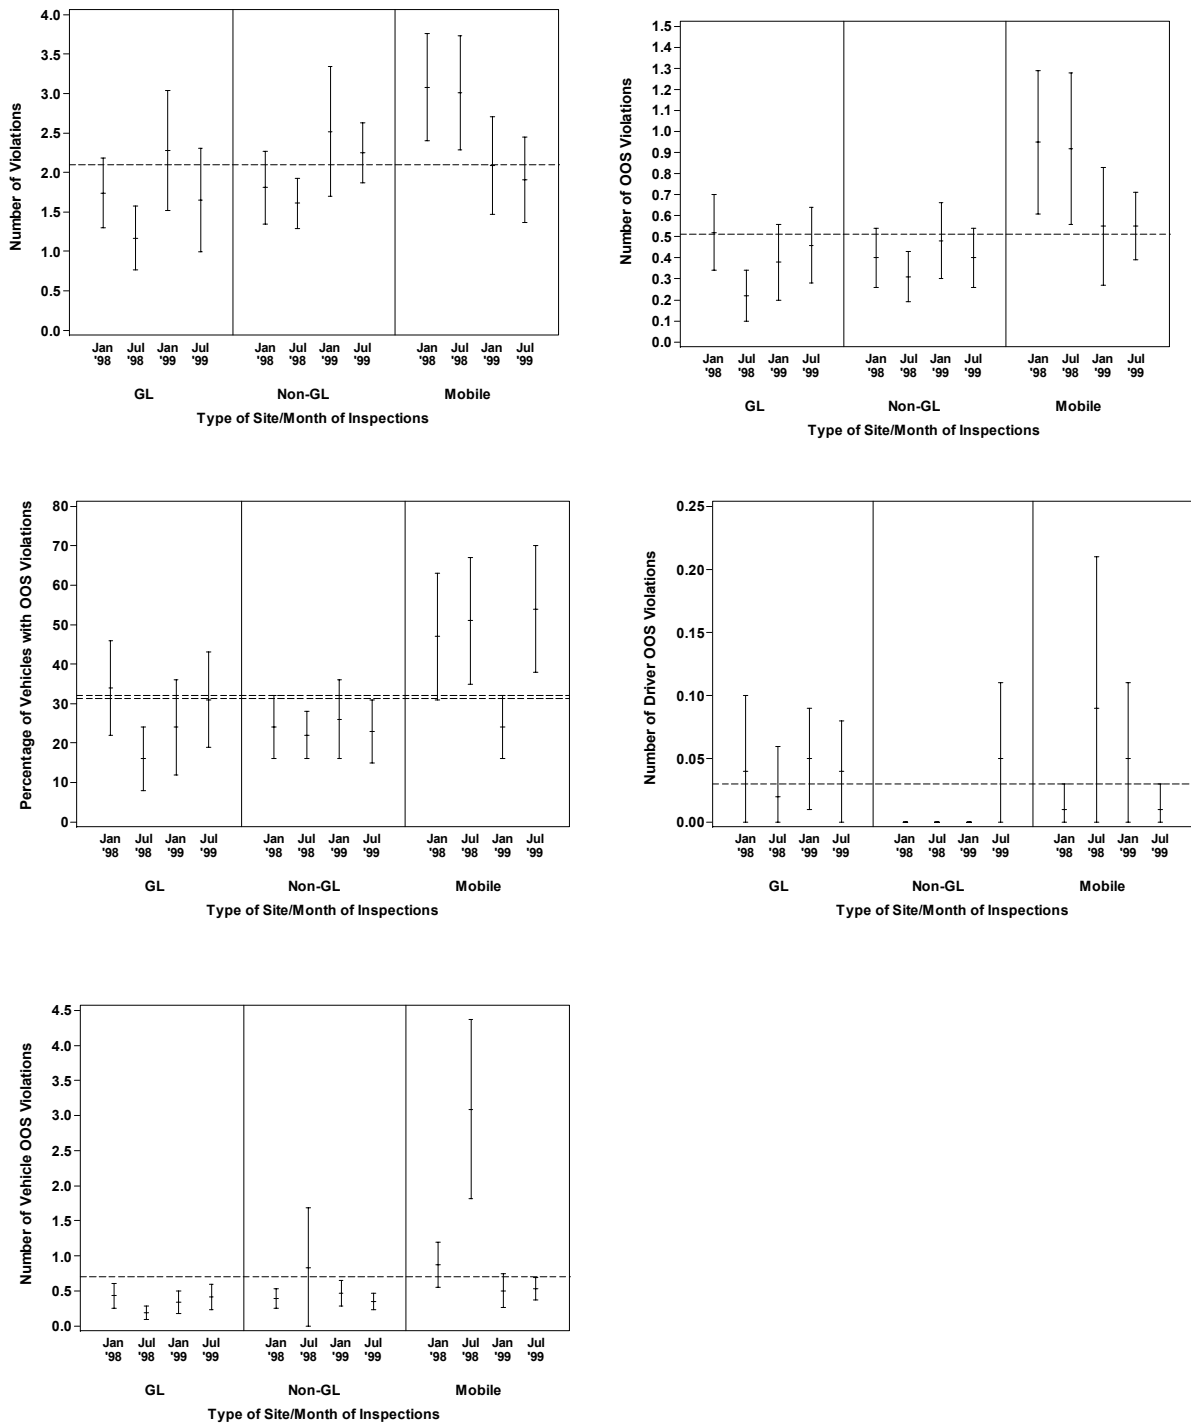 Number of Violations
4.0
3.5
3.0
2.5
2.0
1.5
1.0
0.5
0.0
Jan Jul Jan Jul Jan Jul Jan Jul Jan Jul Jan Jul
'98 '98 '99 '99 '98 '98 '99 '99 '98 '98 '99 '99
GL Non-GL Mobile
Type of Site/Month of Inspections
Number of OOS Violations
1.5
1.4
1.3
1.2
1.1
1.0
0.9
0.8
0.7
0.6
0.5
0.4
0.3
0.2
0.1
0.0
Jan Jul Jan Jul Jan Jul Jan Jul Jan Jul Jan Jul
'98 '98 '99 '99 '98 '98 '99 '99 '98 '98 '99 '99
GL Non-GL Mobile
Type of Site/Month of Inspections
Percentage of Vehicles with OOS Violations
80
70
60
50
40
30
20
10
0
Jan Jul Jan Jul Jan Jul Jan Jul Jan Jul Jan Jul
'98 '98 '99 '99 '98 '98 '99 '99 '98 '98 '99 '99
GL Non-GL Mobile
Type of Site/Month of Inspections
Number of Driver OOS Violations
0.25
0.20
0.15
0.10
0.05
0.00
Jan Jul Jan Jul Jan Jul Jan Jul Jan Jul Jan Jul
'98 '98 '99 '99 '98 '98 '99 '99 '98 '98 '99 '99
GL Non-GL Mobile
Type of Site/Month of Inspections
Number of Vehicle OOS Violations
4.5
4.0
3.5
3.0
2.5
2.0
1.5
1.0
0.5
0.0
Jan Jul Jan Jul Jan Jul Jan Jul Jan Jul Jan Jul
'98 '98 '99 '99 '98 '98 '99 '99 '98 '98 '99 '99
GL Non-GL Mobile
Type of Site/Month of Inspections